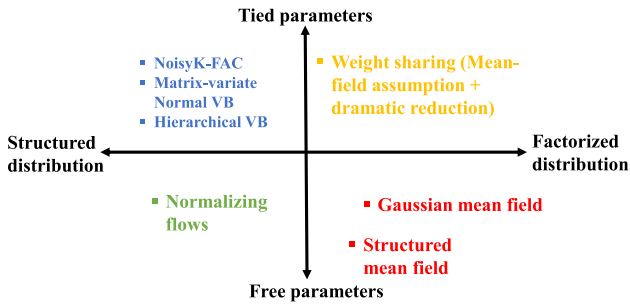 Tied parameters
▪ NoisyK-FAC
▪ Matrix-variate
Normal VB
▪ Hierarchical VB
▪ Weight sharing (Mean-
field assumption +
dramatic reduction)
Structured
distribution
Factorized
distribution
▪ Normalizing
flows
▪ Gaussian mean field
▪ Structured
mean field
Free parameters